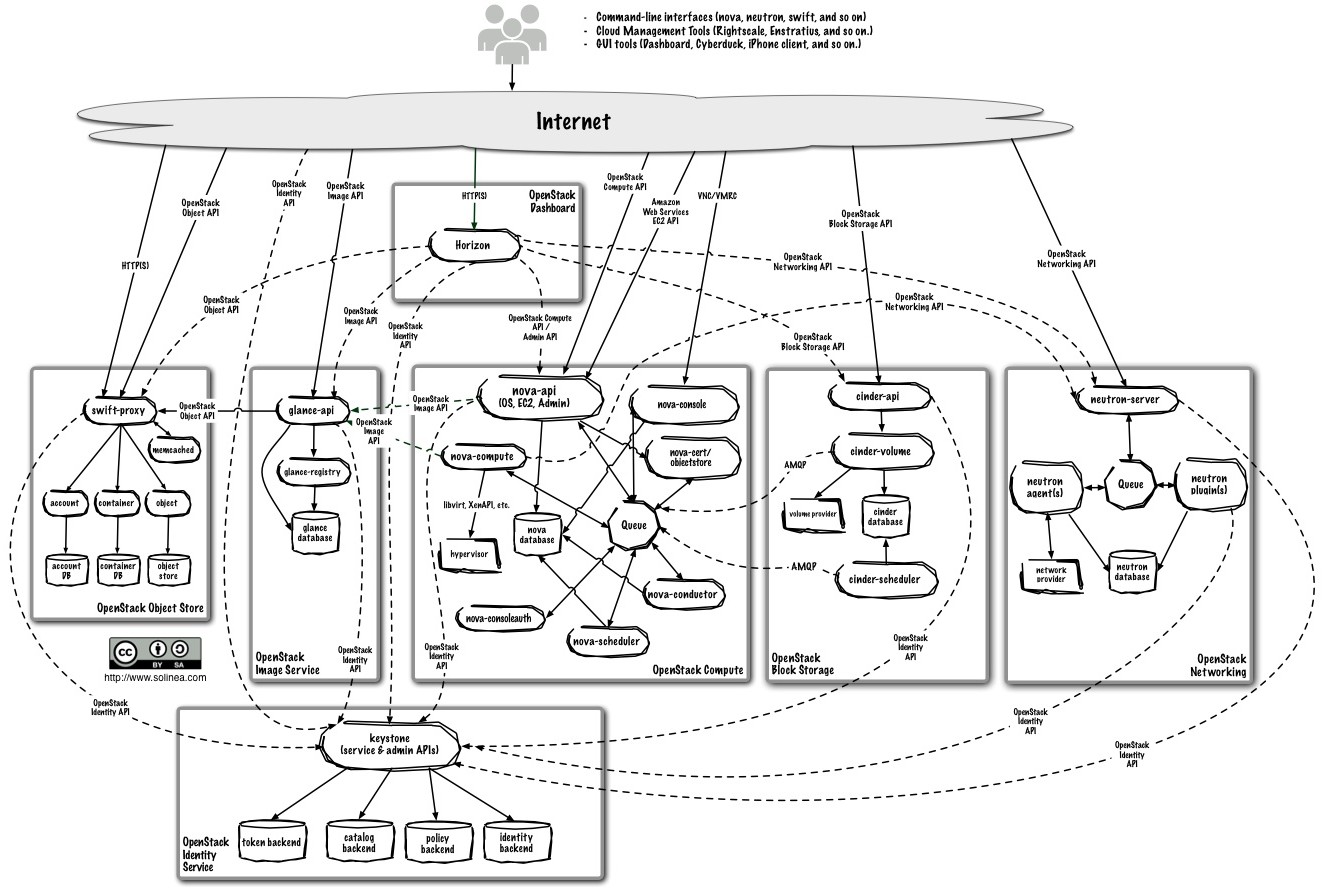 - Command-line interfaces (nova, neutron, swift, and so on)
- Cloud Management Tools (Rightscale, Enstratius, and so on.)
- GUI tools (Dashboard, Cyberduck, iPhone client, and so on.)
Internet
HTTP(S)
OpenStack
Object API
OpenStack
Identity
API
OpenStack
Image API
HTTP(S)
OpenStack
Dashboard
Horizon
OpenStack
Compute API
Amazon
Web Services
EC2 API
VNC/VMRC
OpenStack
Block Storage API
OpenStack
Networking API
OpenStack
Networking API
OpenStack
Networking API
OpenStack
Object API
OpenStack
Image API
OpenStack
Identity
API
OpenStack Compute
API /
Admin API
OpenStack
Block Storage API
swift-proxy
memcached
account
container
object
account
DB
container
DB
object
store
OpenStack Object Store
OpenStack
Object API
glance-api
glance-registry
glance
database
OpenStack
Image Service
OpenStack
Identity
API
OpenStack
Image API
OpenStack
Image
API
nova-api
(OS, EC2, Admin)
nova-console
nova-cert/
objectstore
nova-compute
libvirt, XenAPI, etc.
hypervisor
nova
database
Queue
nova-conductor
nova-consoleauth
nova-scheduler
OpenStack
Identity
API
OpenStack Compute
AMQP
AMQP
cinder-api
cinder-volume
volume provider
cinder
database
cinder-scheduler
OpenStack
Identity
API
OpenStack
Block Storage
neutron-server
neutron
agent(s)
Queue
neutron
plugin(s)
network
provider
neutron
database
OpenStack
Networking
cc
BY SA
http://www.solinea.com
OpenStack
Identity API
OpenStack
Identity
API
OpenStack
Identity
API
keystone
(service & admin APIs)
token backend
catalog
backend
policy
backend
identity
backend
OpenStack
Identity
Service